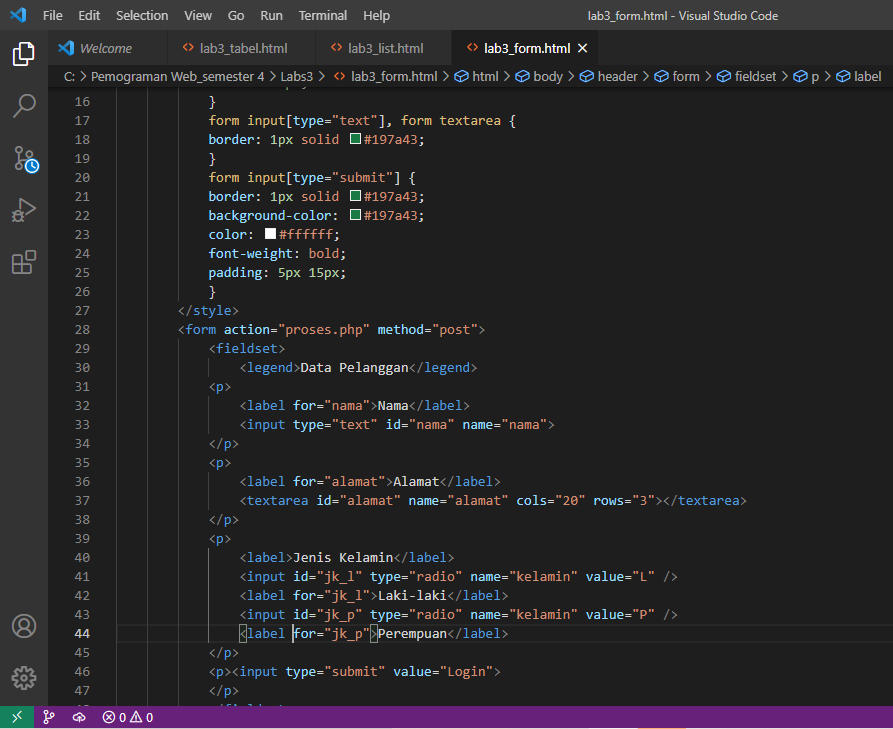 File Edit Selection View Go Run Terminal Help lab3_form.html - Visual Studio Code
Welcome <> lab3_tabel.html <> lab3_list.html <> lab3_form.html ×
C: > Pemograman Web_semester 4 > Labs3 > <> lab3_form.html > html > body > header > form > fieldset > p > label
16 }
17 form input[type="text"], form textarea {
18 border: 1px solid #197a43;
19 }
20 form input[type="submit"] {
21 border: 1px solid #197a43;
22 background-color: #197a43;
23 color: #ffffff;
24 font-weight: bold;
25 padding: 5px 15px;
26 }
27 </style>
28 <form action="proses.php" method="post">
29 <fieldset>
30 <legend>Data Pelanggan</legend>
31 <p>
32 <label for="nama">Nama</label>
33 <input type="text" id="nama" name="nama">
34 </p>
35 <p>
36 <label for="alamat">Alamat</label>
37 <textarea id="alamat" name="alamat" cols="20" rows="3"></textarea>
38 </p>
39 <p>
40 <label>Jenis Kelamin</label>
41 <input id="jk_l" type="radio" name="kelamin" value="L" />
42 <label for="jk_l">Laki-laki</label>
43 <input id="jk_p" type="radio" name="kelamin" value="P" />
44 <label for="jk_p">Perempuan</label>
45 </p>
46 <p><input type="submit" value="Login">
47 </p>
0 0